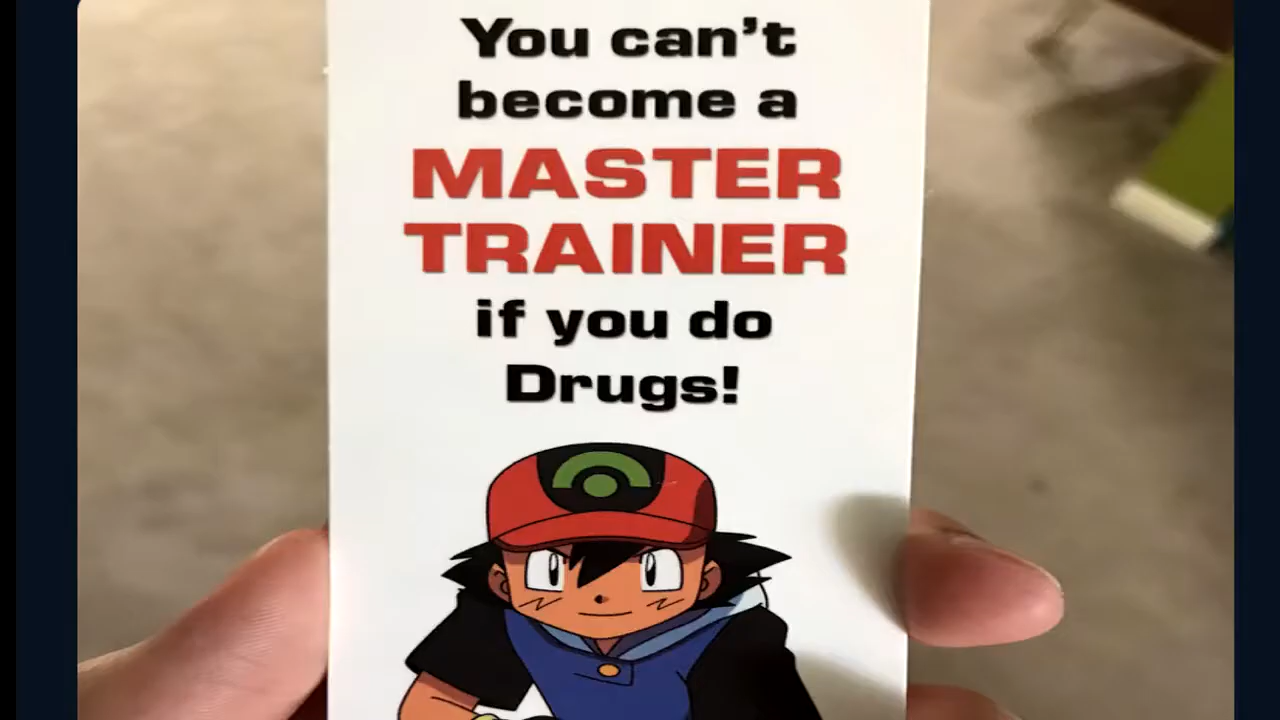 You can't
become a
MASTER
TRAINER
if you do
Drugs!